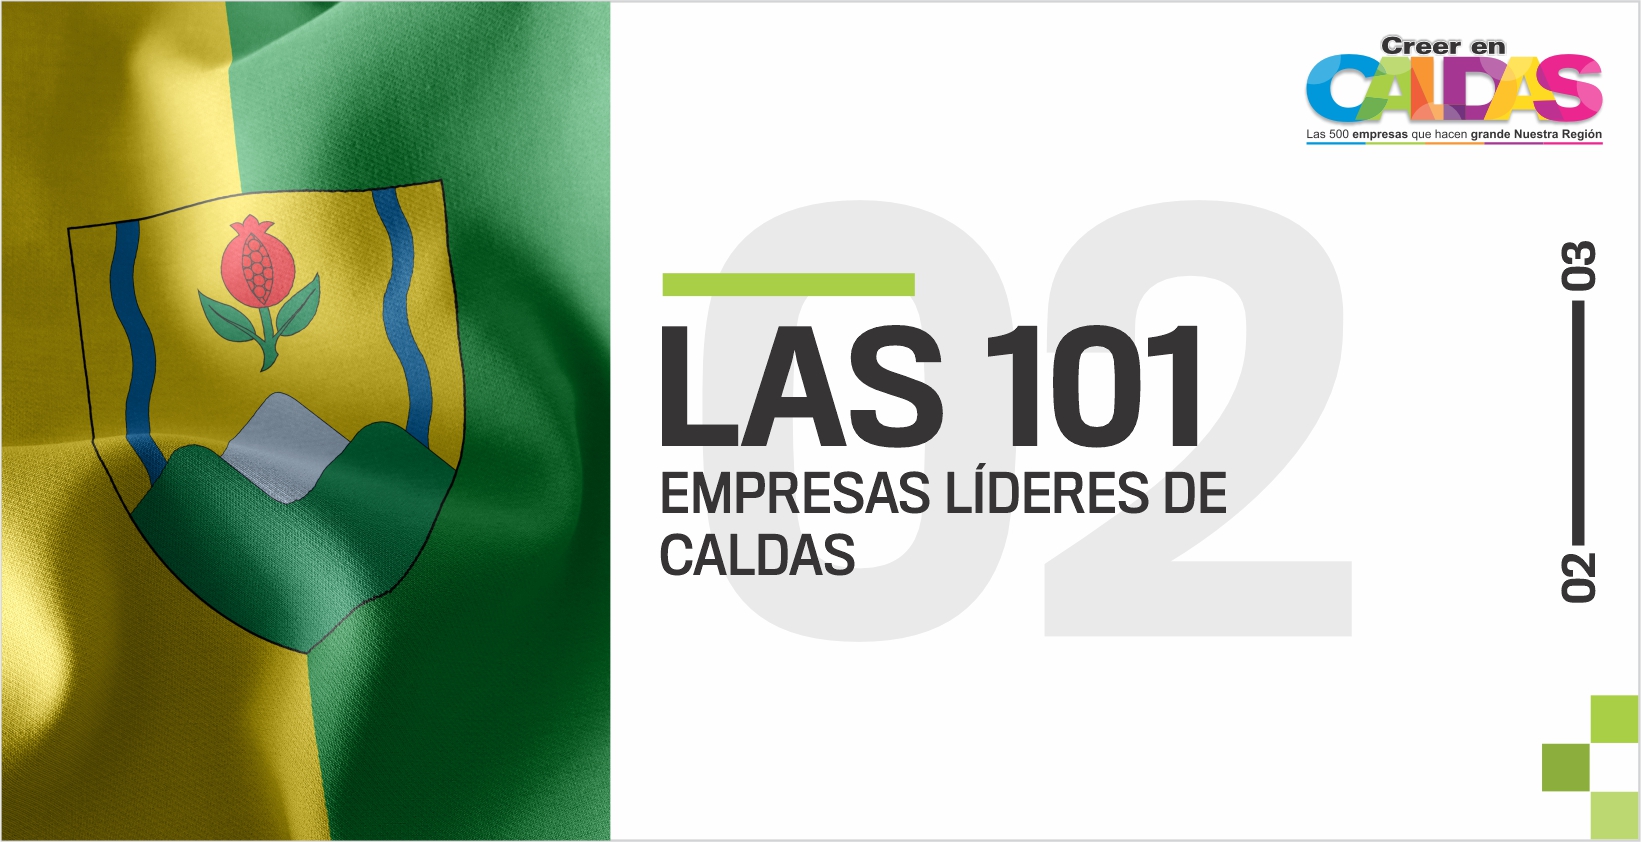 Creer en
CALDAS
Las 500 empresas que hacen grande Nuestra Región
02
LAS 101
EMPRESAS LÍDERES DE
CALDAS
03
02